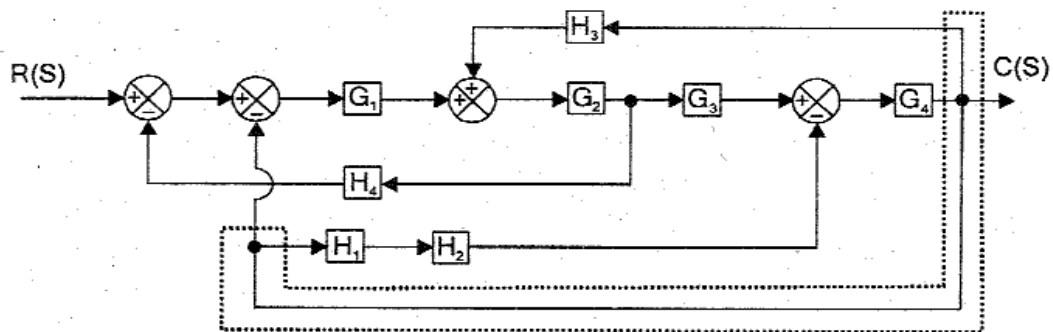 H₃
R(S)
C(S)
+
−
+
−
G₁
+
+
G₂
G₃
+
−
G₄
H₄
H₁
H₂